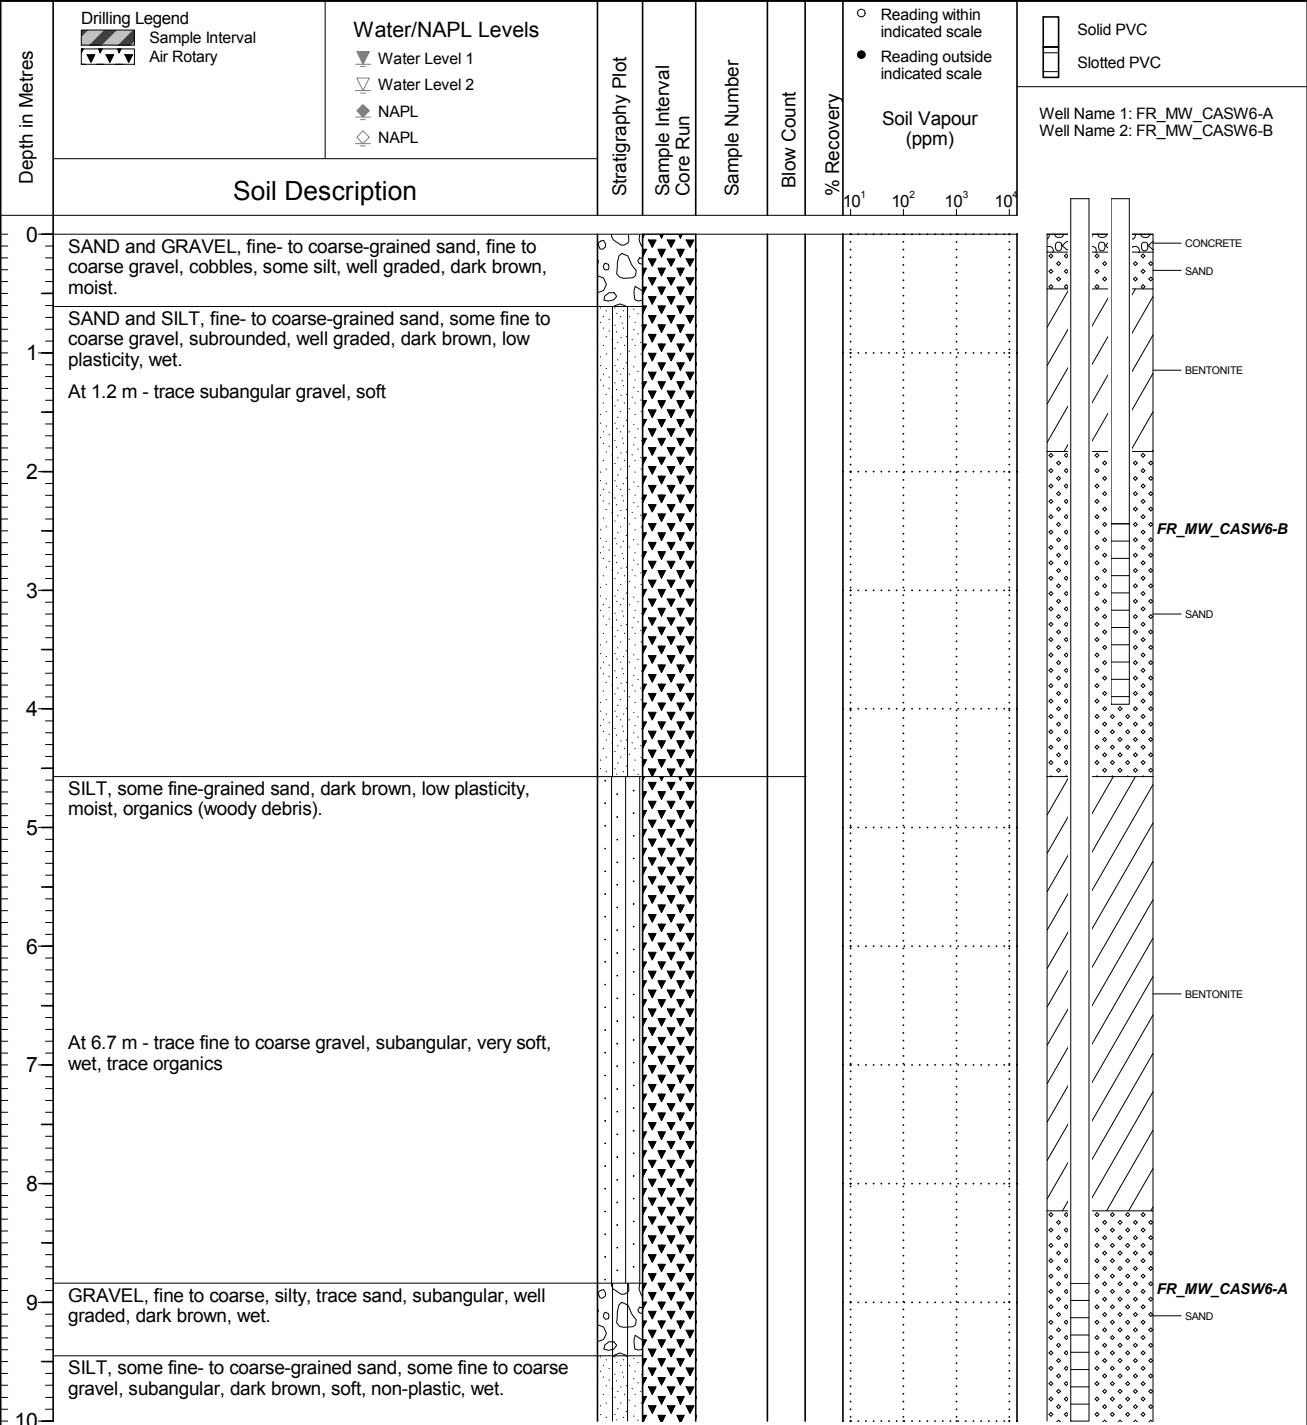 Drilling Legend
Sample Interval
Air Rotary
Water/NAPL Levels
Water Level 1
Water Level 2
NAPL
NAPL
Depth in Metres
Soil Description
Stratigraphy Plot
Sample Interval
Core Run
Sample Number
Blow Count
% Recovery
Reading within
indicated scale
Reading outside
indicated scale
Soil Vapour
(ppm)
10¹ 10² 10³ 10⁴
Solid PVC
Slotted PVC
Well Name 1: FR_MW_CASW6-A
Well Name 2: FR_MW_CASW6-B
0
SAND and GRAVEL, fine- to coarse-grained sand, fine to
coarse gravel, cobbles, some silt, well graded, dark brown,
moist.
CONCRETE
SAND
SAND and SILT, fine- to coarse-grained sand, some fine to
coarse gravel, subrounded, well graded, dark brown, low
plasticity, wet.
1
BENTONITE
At 1.2 m - trace subangular gravel, soft
2
FR_MW_CASW6-B
3
SAND
4
SILT, some fine-grained sand, dark brown, low plasticity,
moist, organics (woody debris).
5
6
BENTONITE
At 6.7 m - trace fine to coarse gravel, subangular, very soft,
wet, trace organics
7
8
FR_MW_CASW6-A
GRAVEL, fine to coarse, silty, trace sand, subangular, well
graded, dark brown, wet.
9
SAND
SILT, some fine- to coarse-grained sand, some fine to coarse
gravel, subangular, dark brown, soft, non-plastic, wet.
10